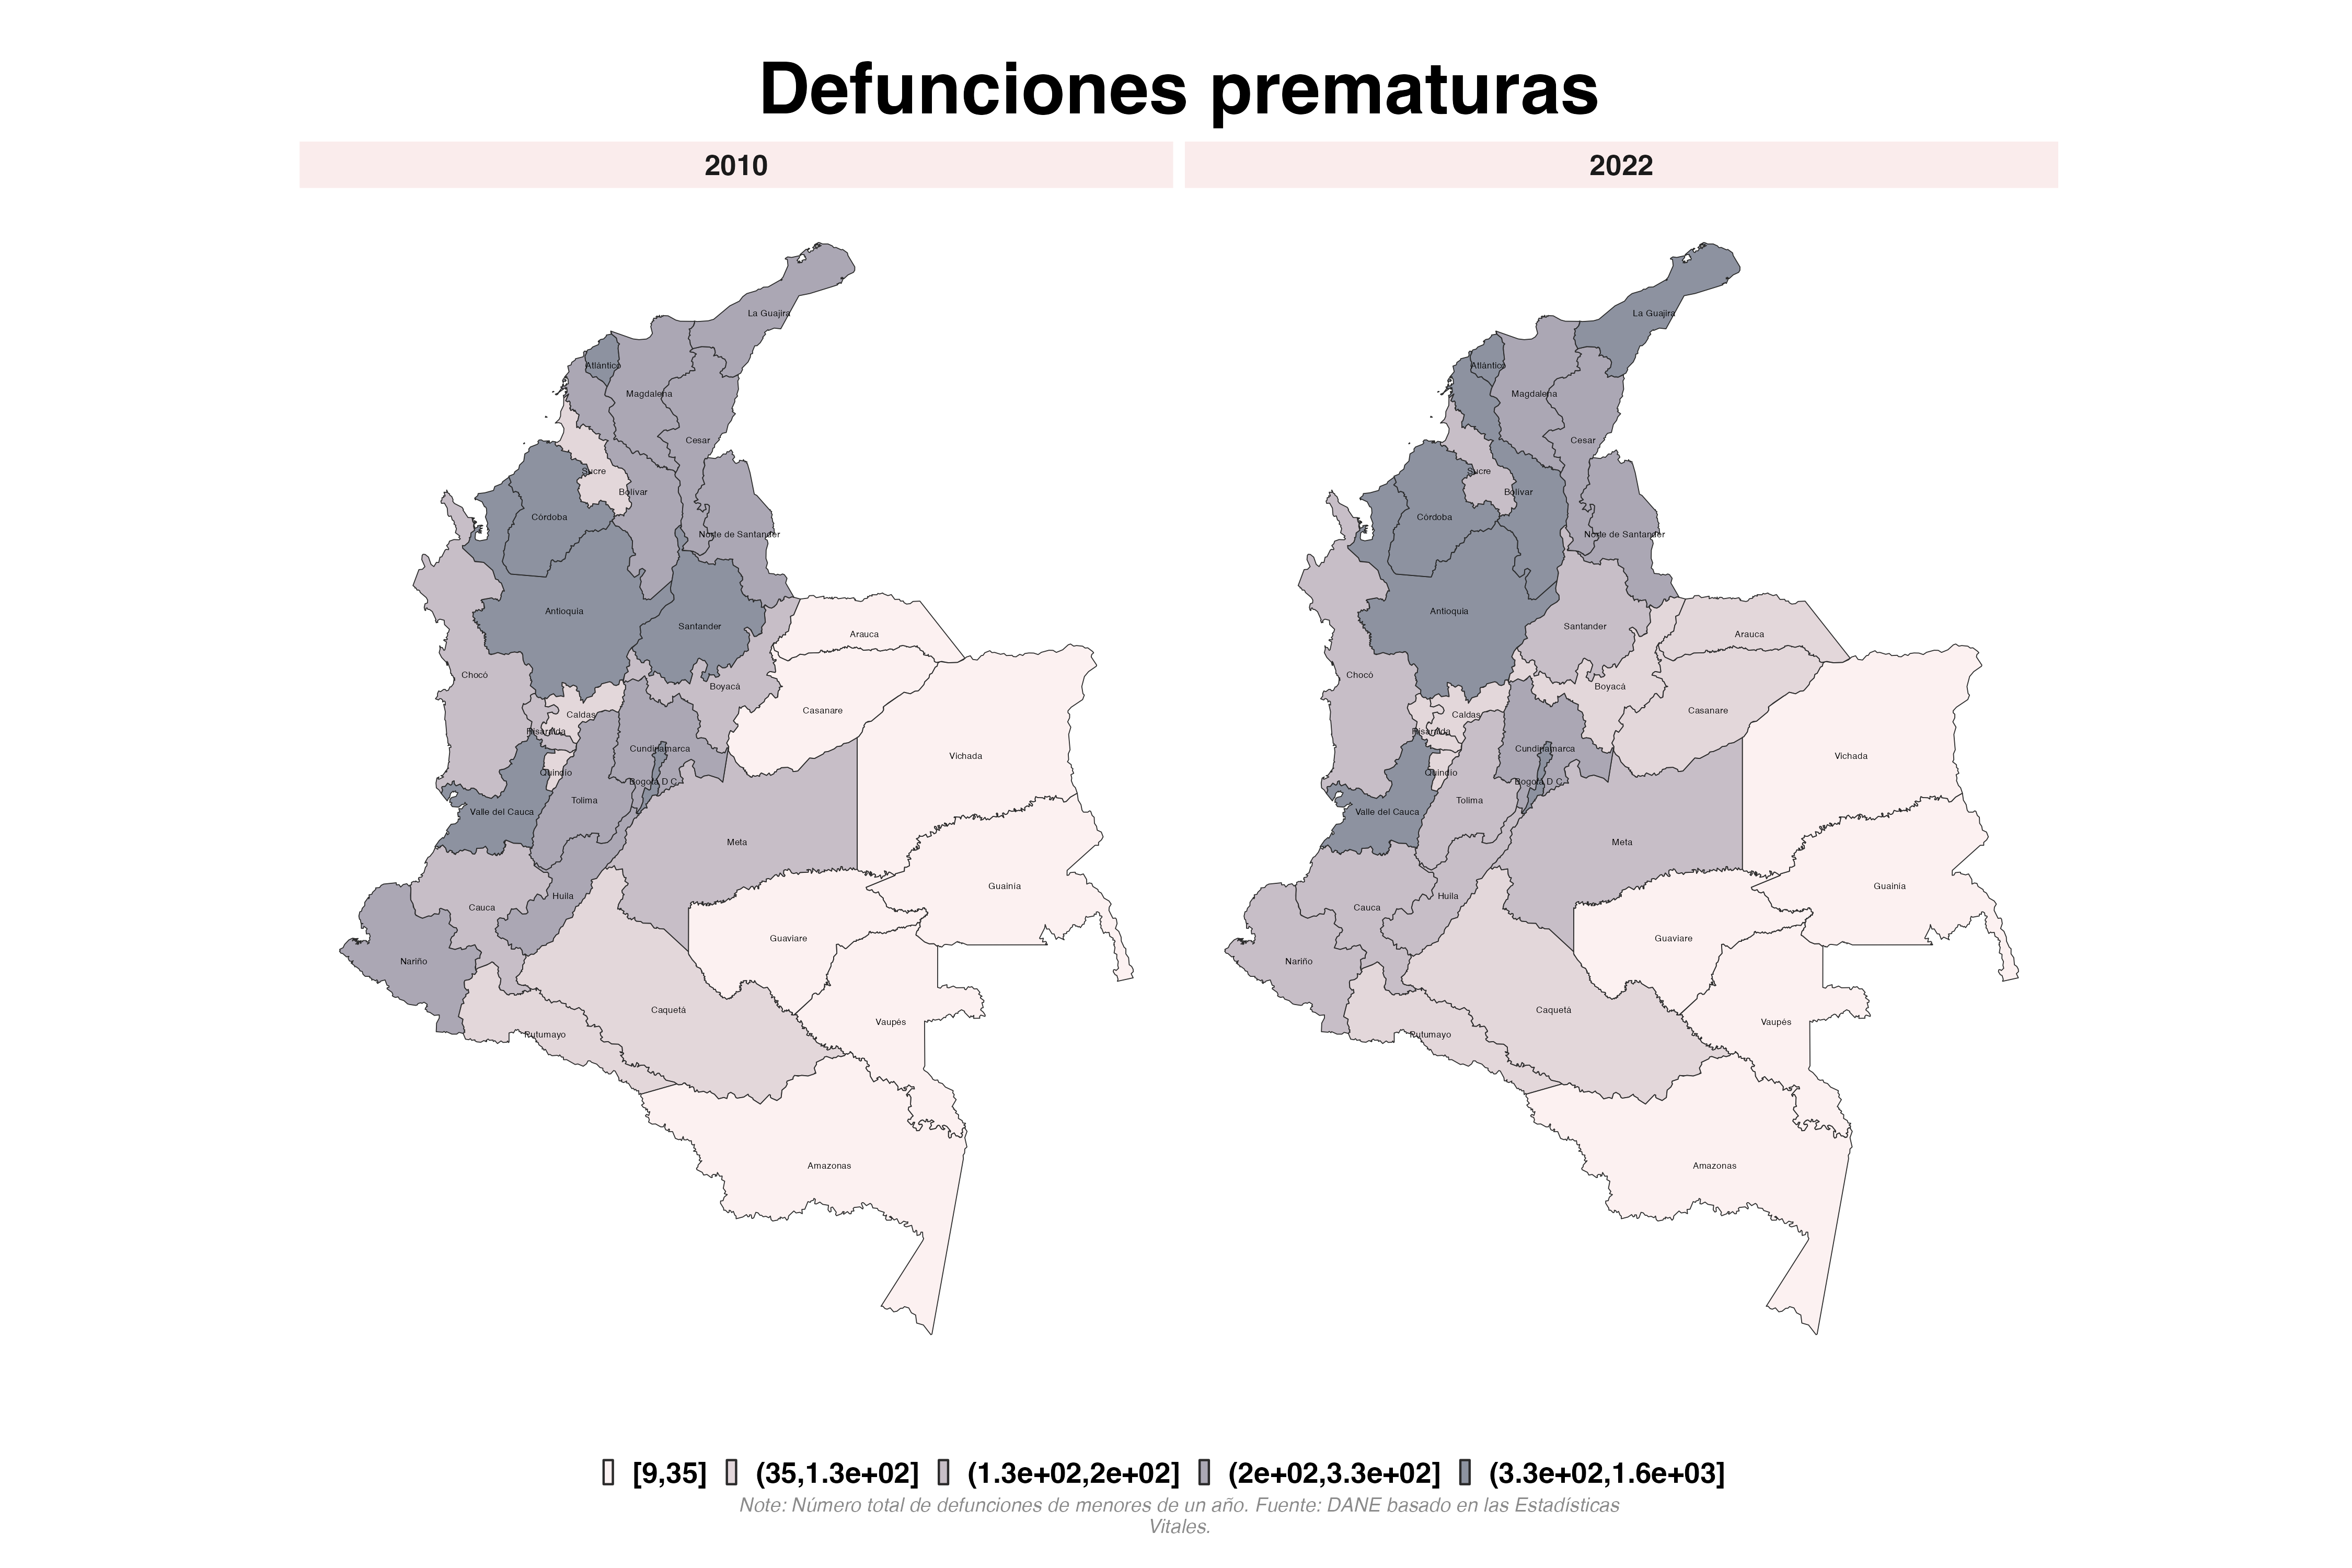 Defunciones prematuras
2010
2022
La Guajira
Atlántico
Magdalena
Cesar
Sucre
Bolívar
Córdoba
Norte de Santander
Antioquia
Santander
Arauca
Chocó
Boyacá
Casanare
Caldas
Risaralda
Cundinamarca
Vichada
Quindío
Bogotá D.C.
Tolima
Valle del Cauca
Meta
Guainía
Huila
Cauca
Guaviare
Nariño
Caquetá
Vaupés
Putumayo
Amazonas
La Guajira
Atlántico
Magdalena
Cesar
Sucre
Bolívar
Córdoba
Norte de Santander
Antioquia
Santander
Arauca
Chocó
Boyacá
Casanare
Caldas
Risaralda
Cundinamarca
Vichada
Quindío
Bogotá D.C.
Tolima
Valle del Cauca
Meta
Guainía
Huila
Cauca
Guaviare
Nariño
Caquetá
Vaupés
Putumayo
Amazonas
[9,35] (35,1.3e+02] (1.3e+02,2e+02] (2e+02,3.3e+02] (3.3e+02,1.6e+03]
Note: Número total de defunciones de menores de un año. Fuente: DANE basado en las Estadísticas
Vitales.